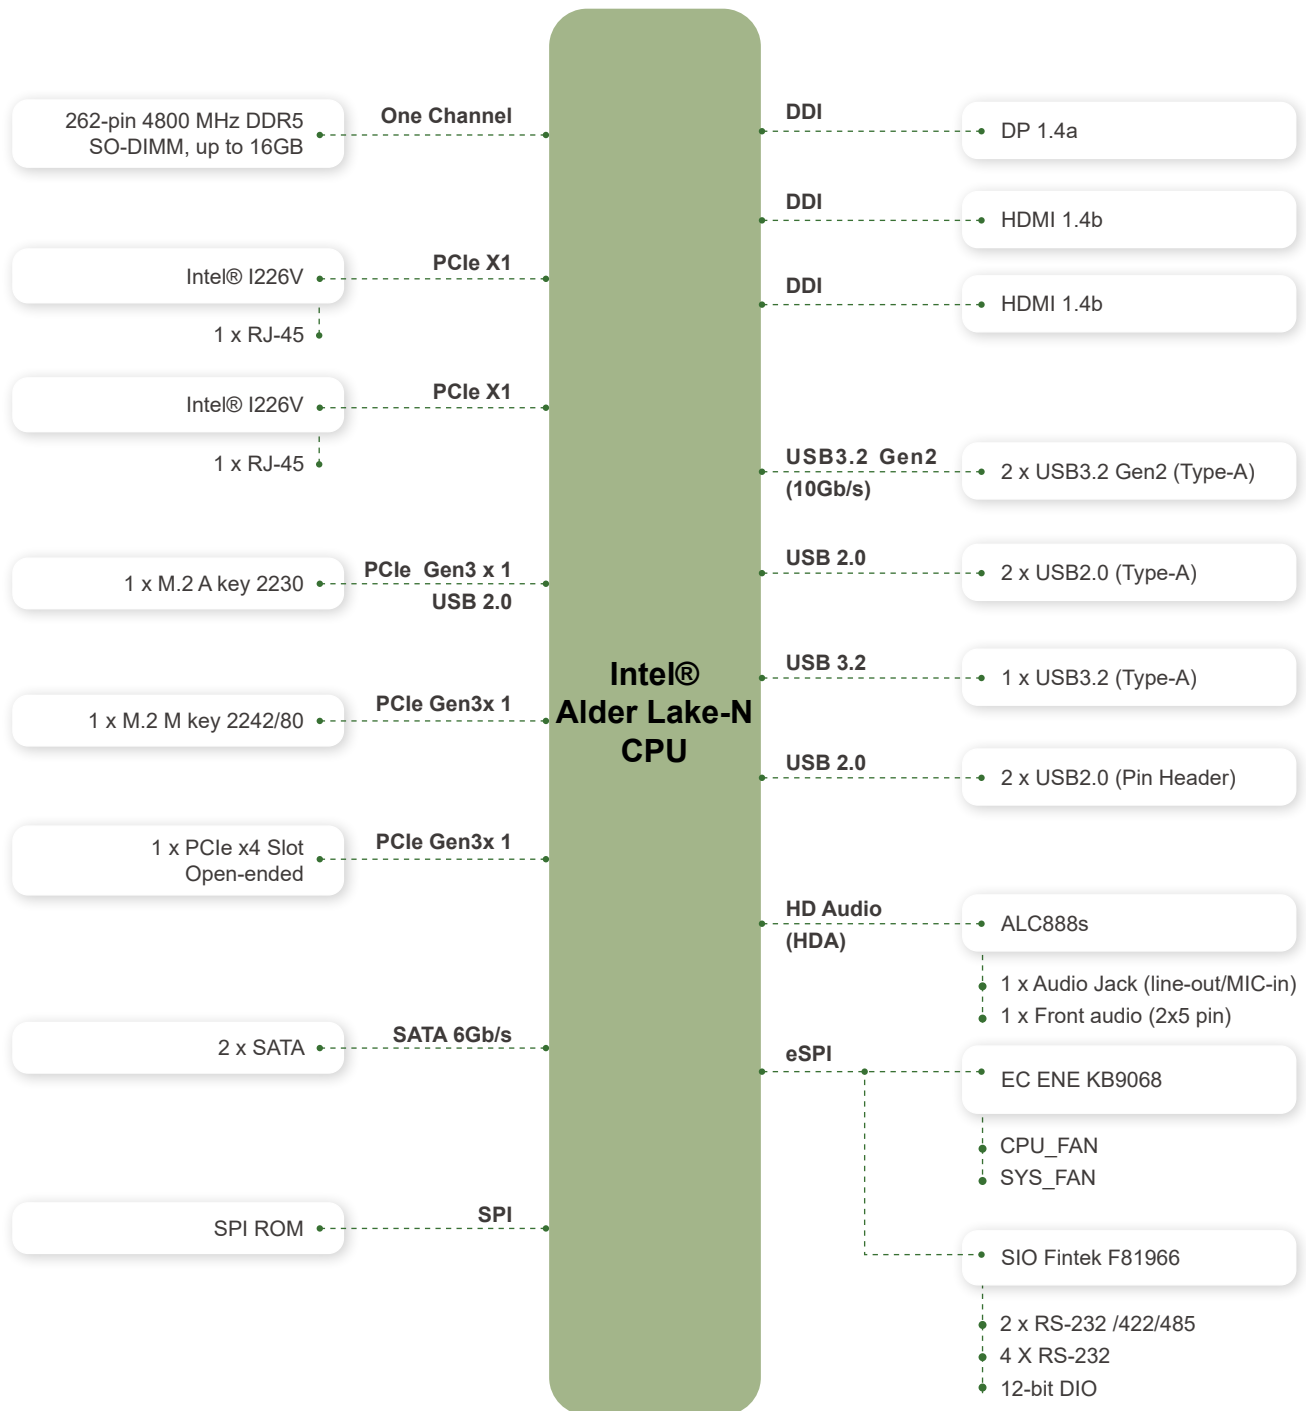 262-pin 4800 MHz DDR5
SO-DIMM, up to 16GB
One Channel
Intel® I226V
PCIe X1
1 x RJ-45
Intel® I226V
PCIe X1
1 x RJ-45
1 x M.2 A key 2230
PCIe Gen3 x 1
USB 2.0
1 x M.2 M key 2242/80
PCIe Gen3x 1
1 x PCIe x4 Slot
Open-ended
PCIe Gen3x 1
2 x SATA
SATA 6Gb/s
SPI ROM
SPI
Intel®
Alder Lake-N
CPU
DDI
DP 1.4a
DDI
HDMI 1.4b
DDI
HDMI 1.4b
USB3.2 Gen2
(10Gb/s)
2 x USB3.2 Gen2 (Type-A)
USB 2.0
2 x USB2.0 (Type-A)
USB 3.2
1 x USB3.2 (Type-A)
USB 2.0
2 x USB2.0 (Pin Header)
HD Audio
(HDA)
ALC888s
1 x Audio Jack (line-out/MIC-in)
1 x Front audio (2x5 pin)
eSPI
EC ENE KB9068
CPU_FAN
SYS_FAN
SIO Fintek F81966
2 x RS-232 /422/485
4 X RS-232
12-bit DIO